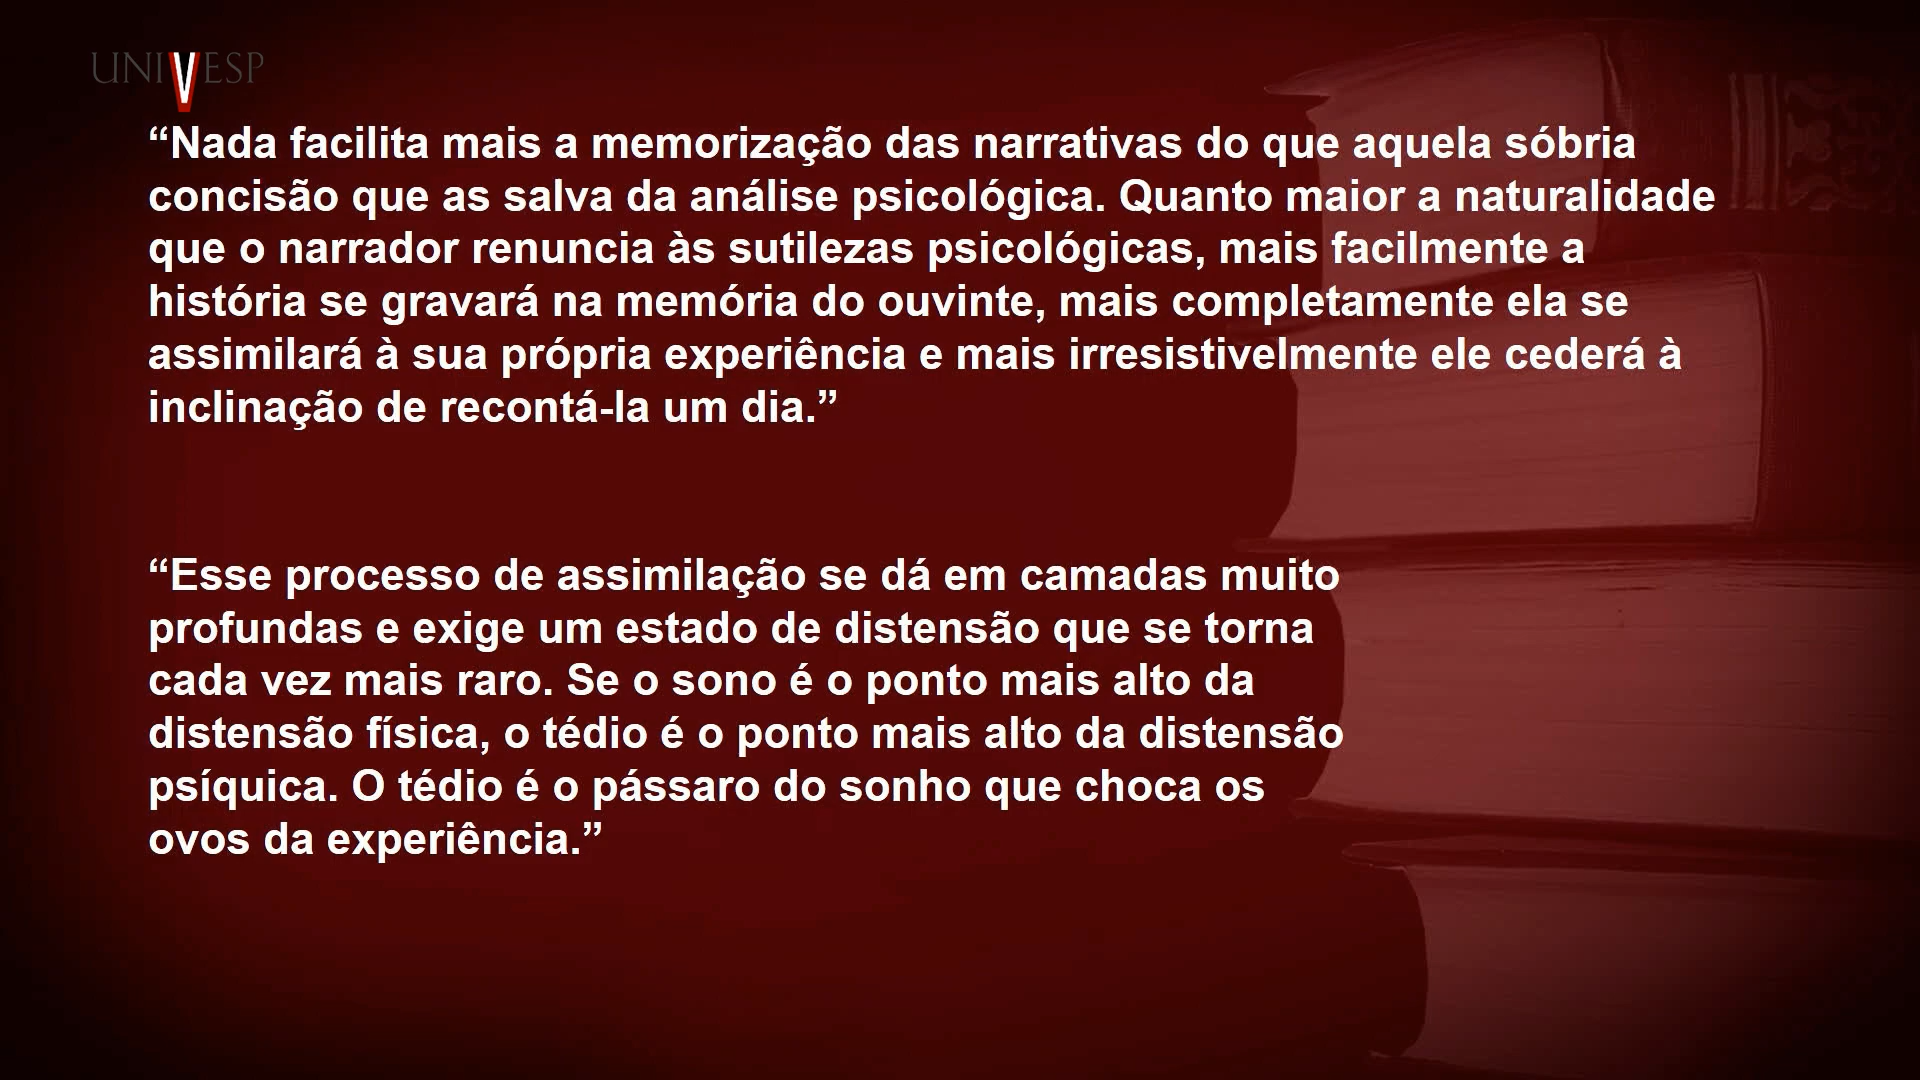 UNIVESP
“Nada facilita mais a memorização das narrativas do que aquela sóbria
concisão que as salva da análise psicológica. Quanto maior a naturalidade
que o narrador renuncia às sutilezas psicológicas, mais facilmente a
história se gravará na memória do ouvinte, mais completamente ela se
assimilará à sua própria experiência e mais irresistivelmente ele cederá à
inclinação de recontá-la um dia.”
“Esse processo de assimilação se dá em camadas muito
profundas e exige um estado de distensão que se torna
cada vez mais raro. Se o sono é o ponto mais alto da
distensão física, o tédio é o ponto mais alto da distensão
psíquica. O tédio é o pássaro do sonho que choca os
ovos da experiência.”